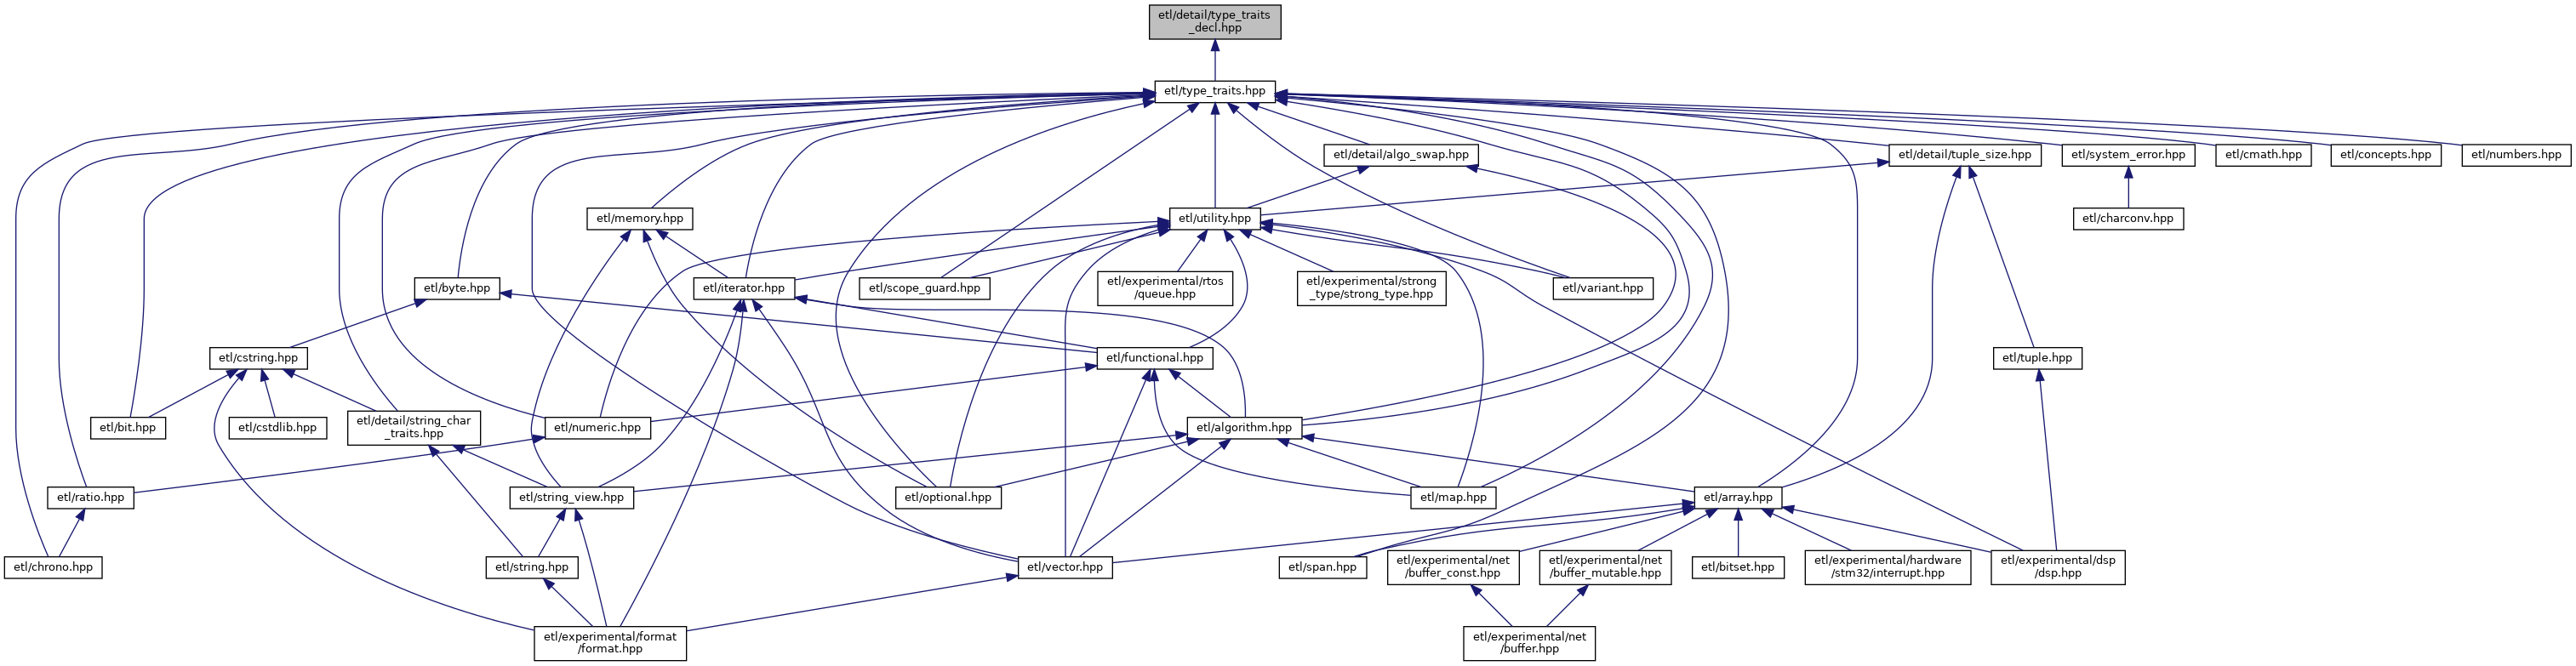 etl/detail/type_traits
_decl.hpp
etl/type_traits.hpp
etl/detail/algo_swap.hpp
etl/detail/tuple_size.hpp
etl/system_error.hpp
etl/cmath.hpp
etl/concepts.hpp
etl/numbers.hpp
etl/memory.hpp
etl/utility.hpp
etl/charconv.hpp
etl/byte.hpp
etl/iterator.hpp
etl/scope_guard.hpp
etl/experimental/rtos
/queue.hpp
etl/experimental/strong
_type/strong_type.hpp
etl/variant.hpp
etl/cstring.hpp
etl/functional.hpp
etl/tuple.hpp
etl/bit.hpp
etl/cstdlib.hpp
etl/detail/string_char
_traits.hpp
etl/numeric.hpp
etl/algorithm.hpp
etl/ratio.hpp
etl/string_view.hpp
etl/optional.hpp
etl/map.hpp
etl/array.hpp
etl/chrono.hpp
etl/string.hpp
etl/vector.hpp
etl/span.hpp
etl/experimental/net
/buffer_const.hpp
etl/experimental/net
/buffer_mutable.hpp
etl/bitset.hpp
etl/experimental/hardware
/stm32/interrupt.hpp
etl/experimental/dsp
/dsp.hpp
etl/experimental/format
/format.hpp
etl/experimental/net
/buffer.hpp